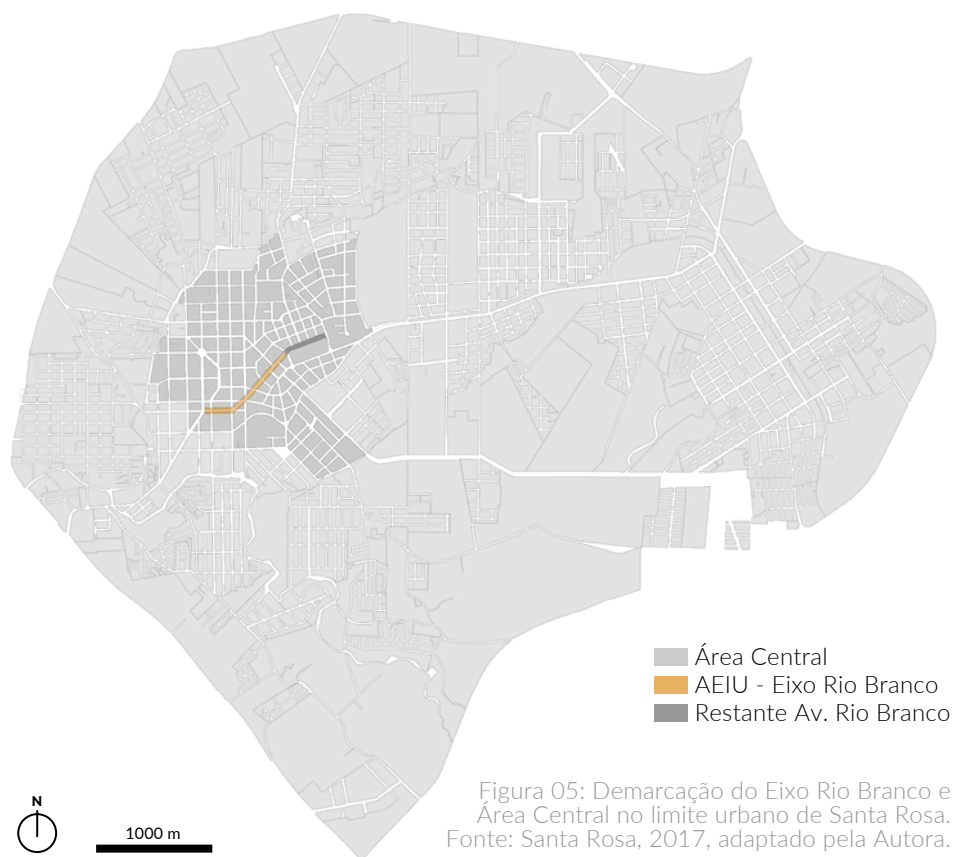 Área Central
AEIU - Eixo Rio Branco
Restante Av. Rio Branco
N
1000 m
Figura 05: Demarcação do Eixo Rio Branco e
Área Central no limite urbano de Santa Rosa.
Fonte: Santa Rosa, 2017, adaptado pela Autora.